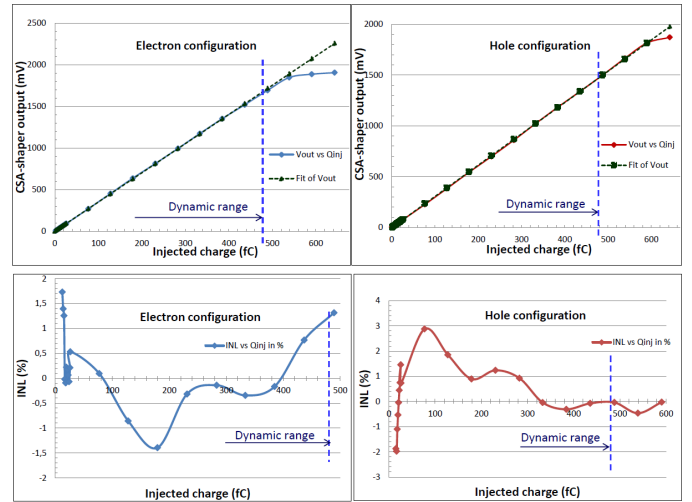 Electron configuration
CSA-shaper output (mV)
2500
2000
1500
1000
500
0
Vout vs Qinj
Fit of Vout
Dynamic range
0 100 200 300 400 500 600
Injected charge (fC)
Hole configuration
CSA-shaper output (mV)
2000
1500
1000
500
0
Vout vs Qinj
Fit of Vout
Dynamic range
0 100 200 300 400 500 600
Injected charge (fC)
Electron configuration
INL (%)
2
1,5
1
0,5
0
-0,5
-1
-1,5
-2
INL vs Qinj in %
0 100 200 300 400 500
Dynamic range
Injected charge (fC)
Hole configuration
INL (%)
4
3
2
1
0
-1
-2
-3
INL vs Qinj in %
0 100 200 300 400 500 600
Dynamic range
Injected charge (fC)